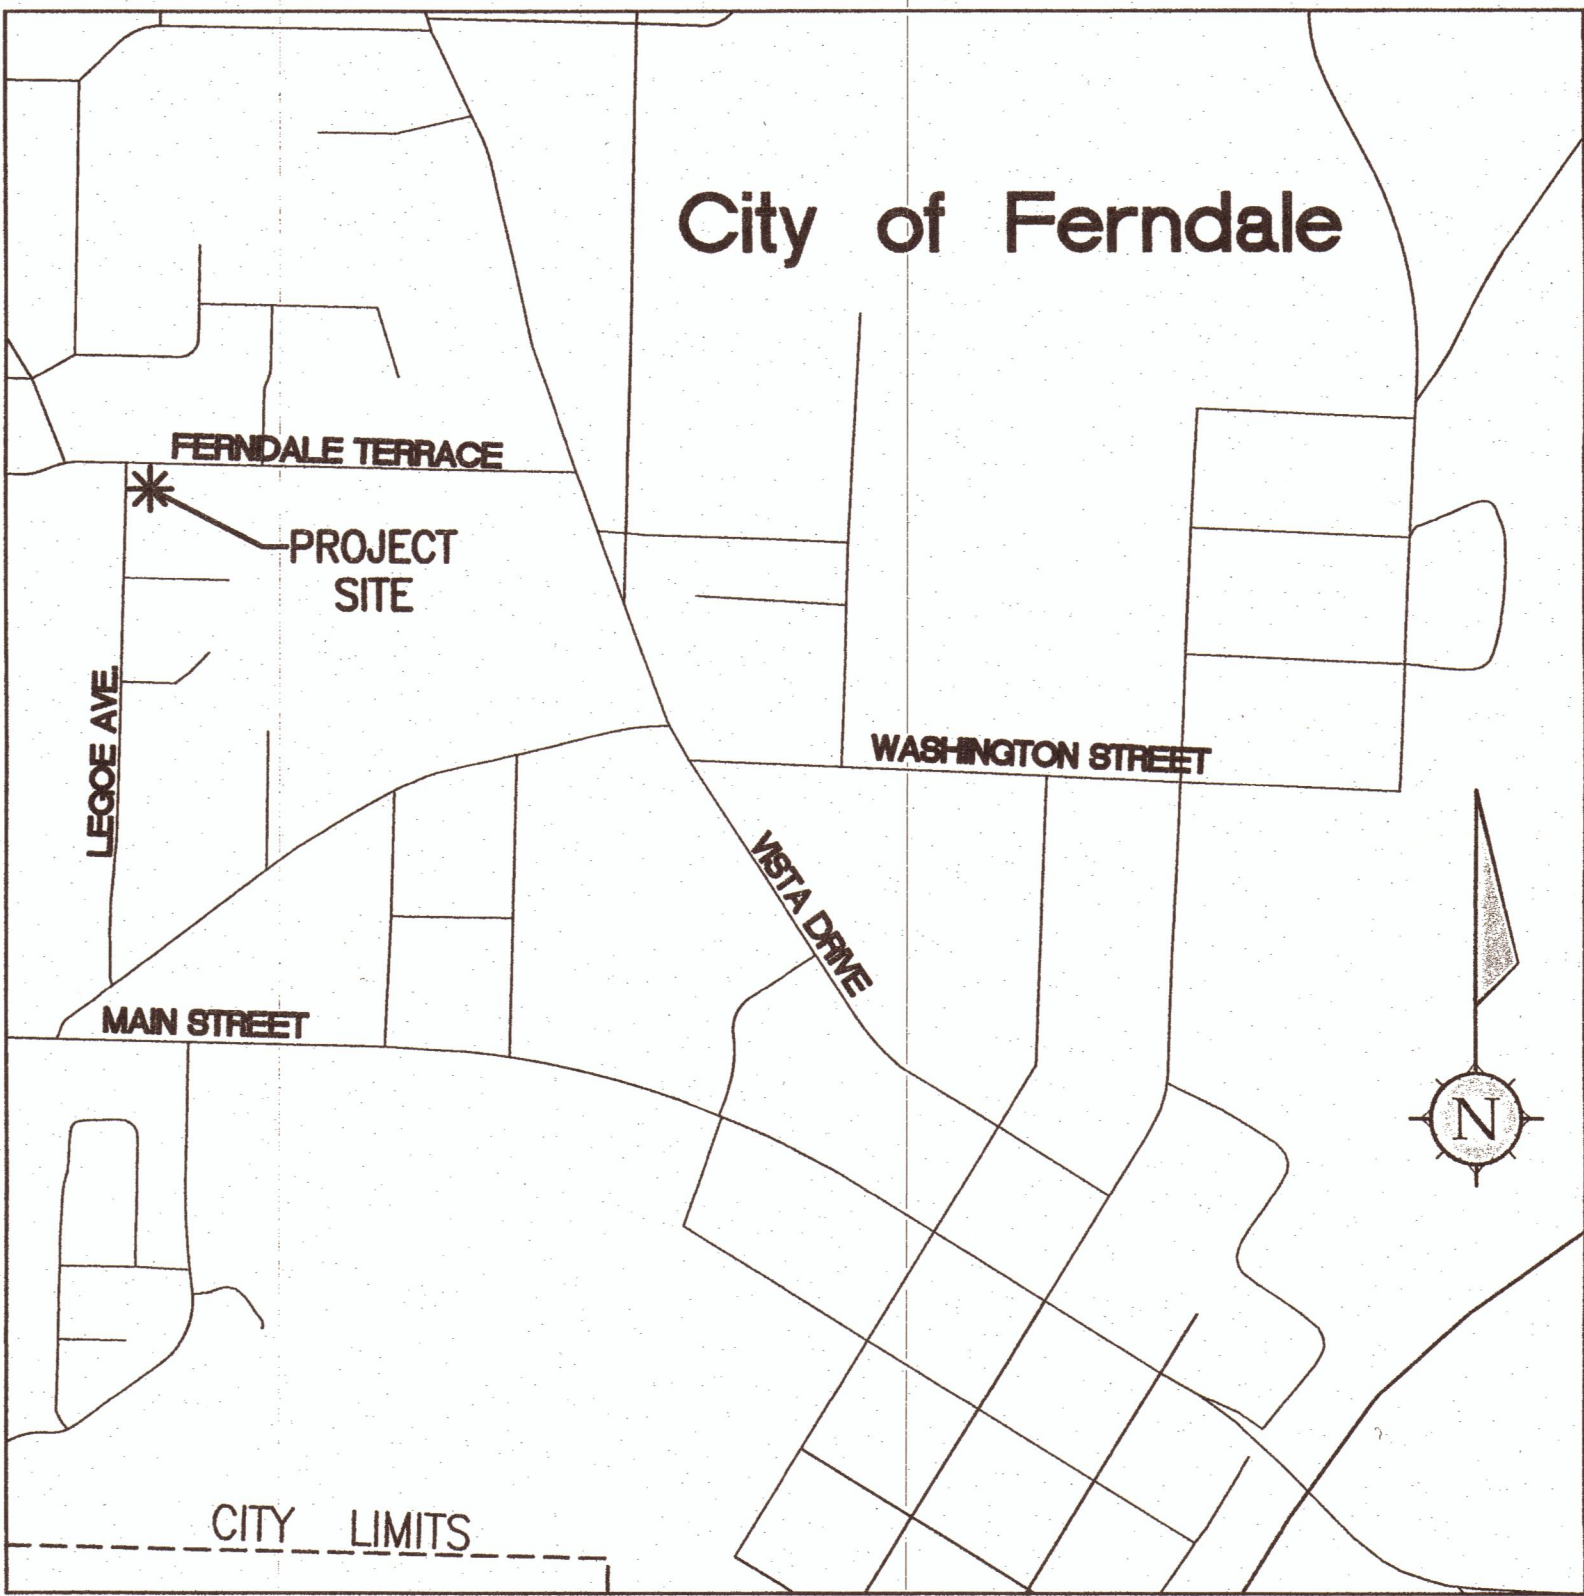 City of Ferndale
FERNDALE TERRACE
PROJECT
SITE
LEGOE AVE.
WASHINGTON STREET
VISTA DRIVE
MAIN STREET
N
CITY LIMITS